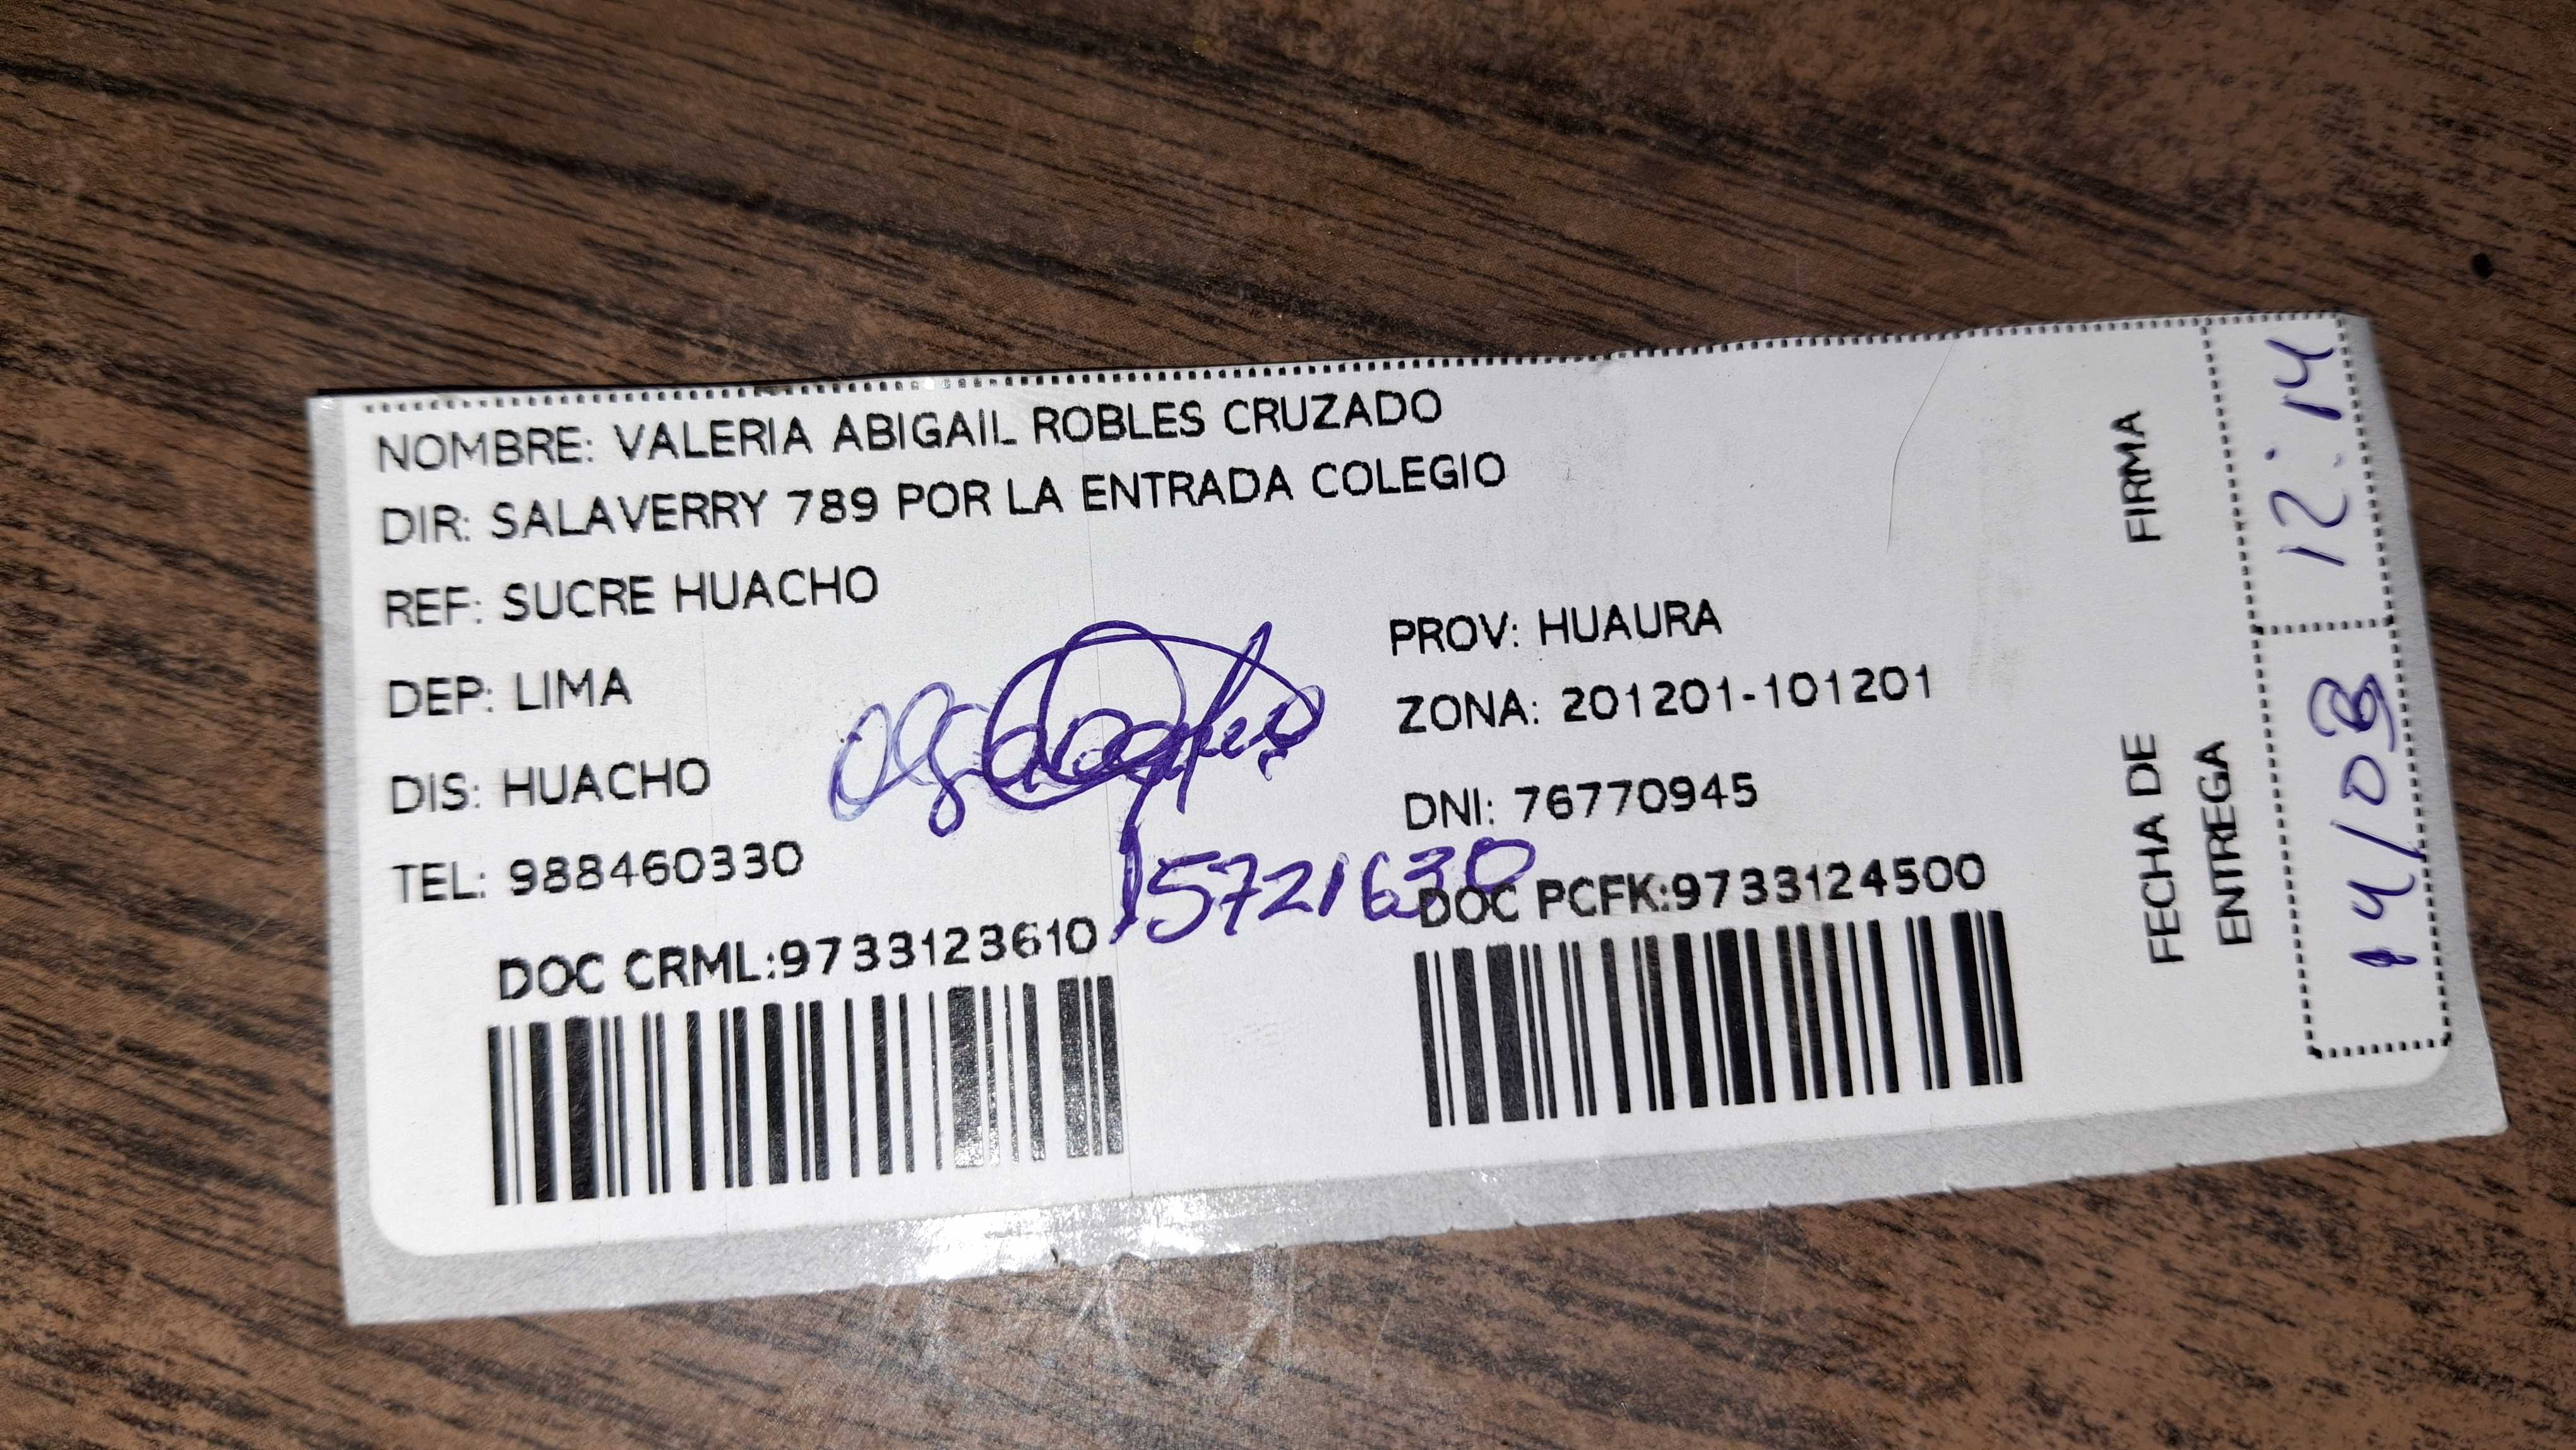 NOMBRE: VALERIA ABIGAIL ROBLES CRUZADO
DIR: SALAVERRY 789 POR LA ENTRADA COLEGIO
REF: SUCRE HUACHO
PROV: HUAURA
DEP: LIMA
ZONA: 201201-101201
DIS: HUACHO
DNI: 76770945
TEL: 988460330
15721630
DOC CRML:9733123610
DOC PCFK:9733124500
FIRMA
12:14
FECHA DE
ENTREGA
14/03